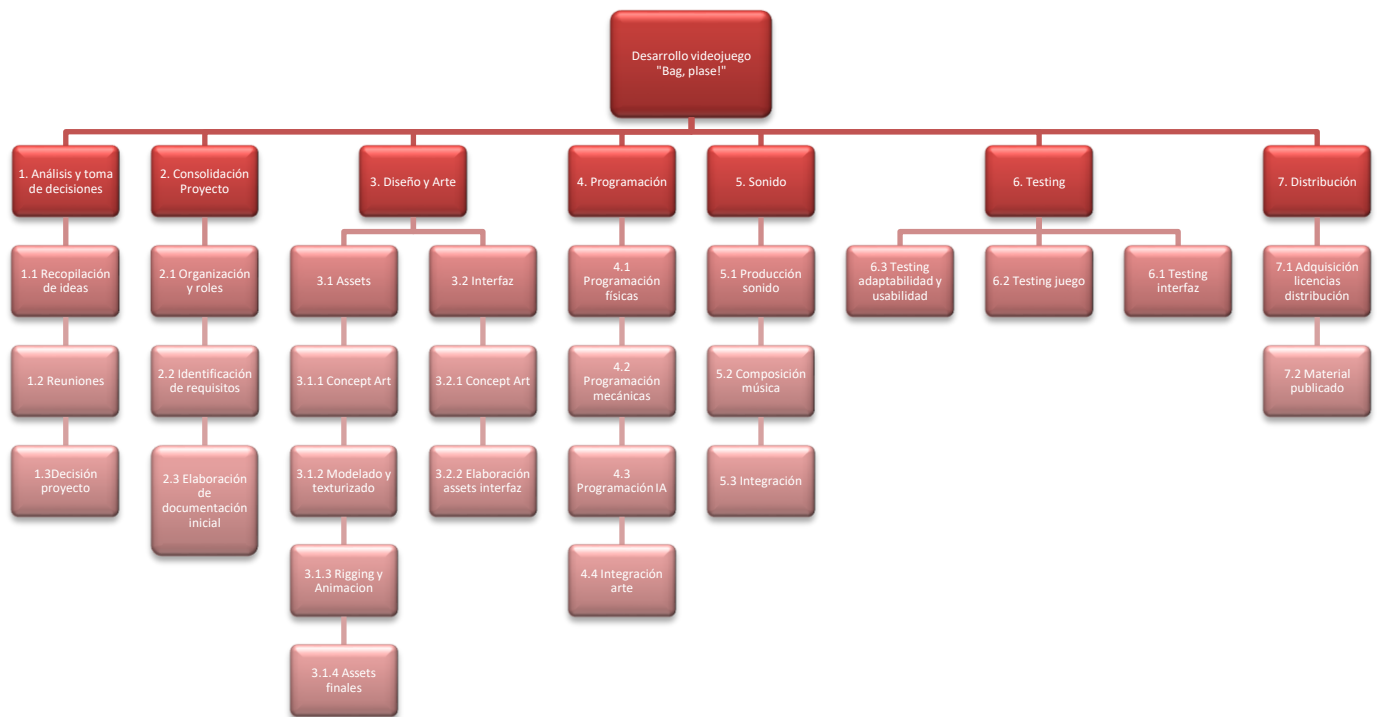 Desarrollo videojuego
"Bag, plase!"
1. Análisis y toma
de decisiones
2. Consolidación
Proyecto
3. Diseño y Arte
4. Programación
5. Sonido
6. Testing
7. Distribución
1.1 Recopilación
de ideas
2.1 Organización
y roles
3.1 Assets
3.2 Interfaz
4.1
Programación
físicas
5.1 Producción
sonido
6.3 Testing
adaptabilidad y
usabilidad
6.2 Testing juego
6.1 Testing
interfaz
7.1 Adquisición
licencias
distribución
1.2 Reuniones
2.2 Identificación
de requisitos
3.1.1 Concept Art
3.2.1 Concept Art
4.2
Programación
mecánicas
5.2 Composición
música
7.2 Material
publicado
1.3Decisión
proyecto
2.3 Elaboración
de
documentación
inicial
3.1.2 Modelado y
texturizado
3.2.2 Elaboración
assets interfaz
4.3
Programación IA
5.3 Integración
3.1.3 Rigging y
Animacion
4.4 Integración
arte
3.1.4 Assets
finales